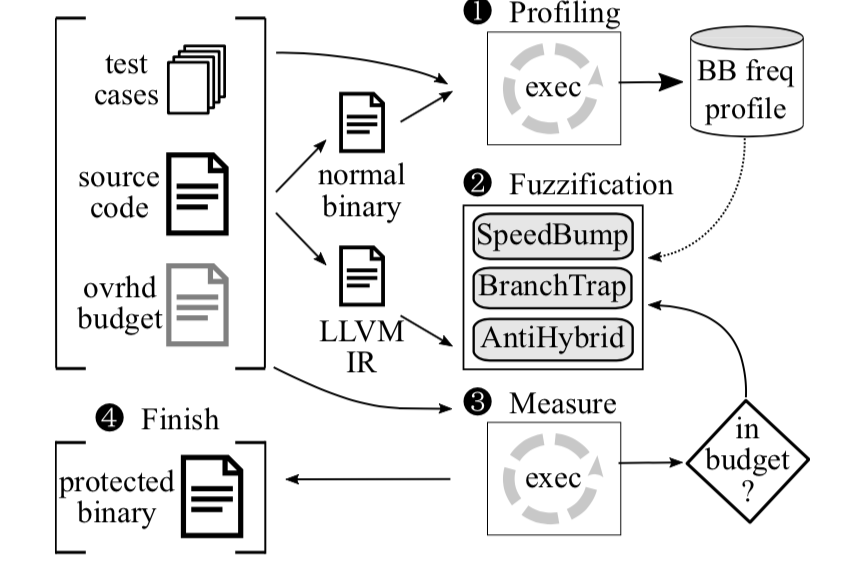 ❶ Profiling
test
cases
exec
BB freq
profile
source
code
normal
binary
❷ Fuzzification
SpeedBump
BranchTrap
AntiHybrid
ovrhd
budget
LLVM
IR
❸ Measure
exec
in
budget
?
❹ Finish
protected
binary